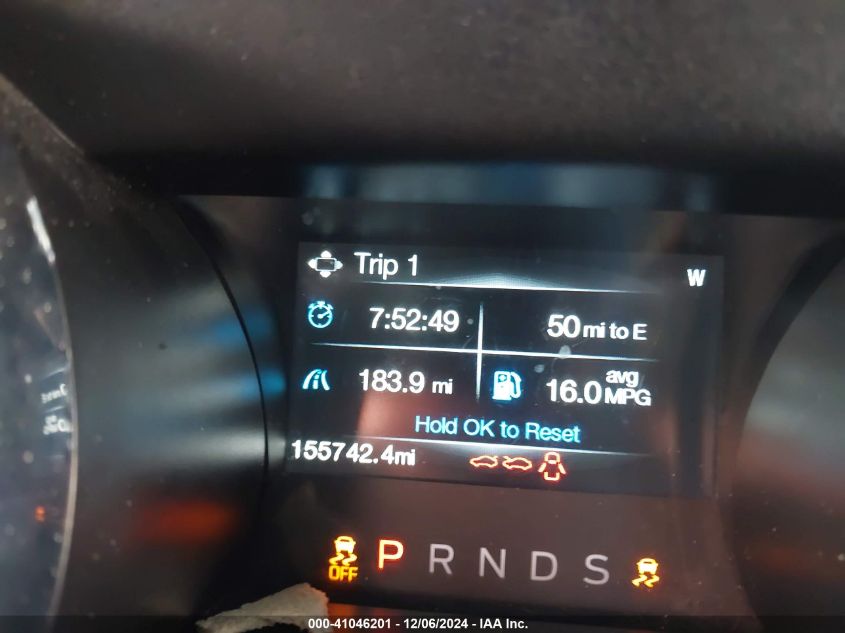 Trip 1
W
7:52:49
50 mi to E
183.9 mi
avg
16.0 MPG
Hold OK to Reset
155742.4mi
OFF
P R N D S
000-41046201 - 12/06/2024 - IAA Inc.